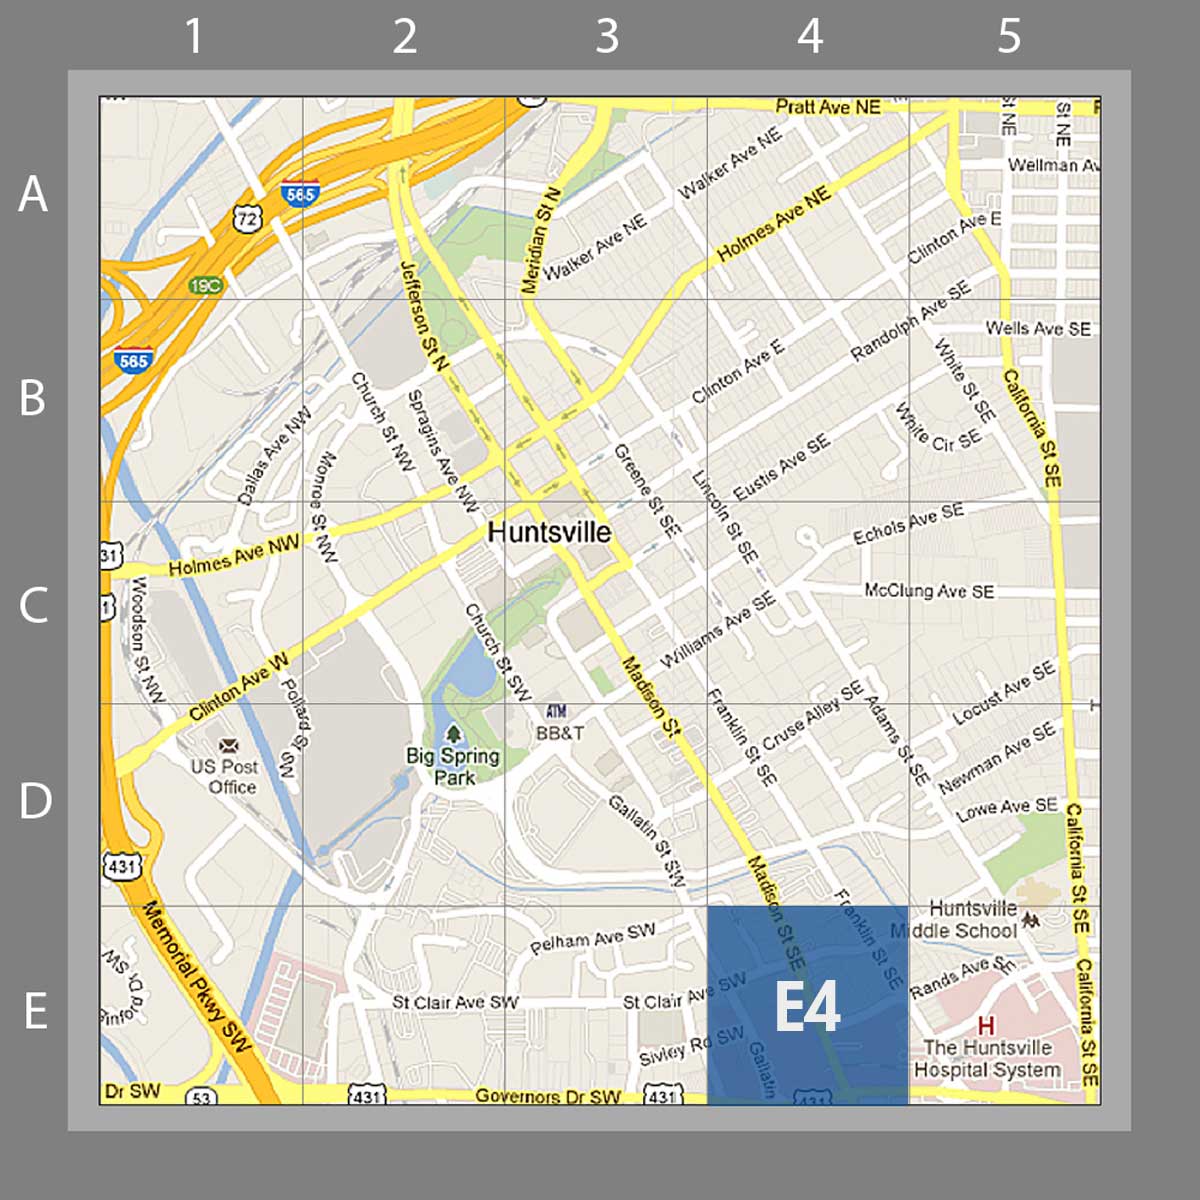 1 2 3 4 5
A
B
C
D
E
Pratt Ave NE
St NE
St NE
Wellman Av
565
72
19C
Walker Ave NE
Walker Ave NE
Holmes Ave NE
Meridian St N
Clinton Ave E
Randolph Ave SE
Wells Ave SE
565
Jefferson St N
Church St NW
Spragins Ave NW
Dallas Ave NW
Monroe St NW
Clinton Ave E
White St SE
White Cir SE
California St SE
Eustis Ave SE
Greene St SE
Lincoln St SE
Huntsville
Echols Ave SE
31
Holmes Ave NW
1
McClung Ave SE
Woodson St NW
Williams Ave SE
Church St SW
Clinton Ave W
Pollard St SW
Madison St
Franklin St SE
Cruse Alley SE
Adams St SE
Locust Ave SE
Newman Ave SE
Lowe Ave SE
ATM
BB&T
Big Spring
Park
US Post
Office
Gallatin St SW
California St SE
431
Madison St SE
Franklin St SE
Huntsville
Middle School
Memorial Pkwy SW
Pelham Ave SW
St Clair Ave SW
St Clair Ave SW
Sivley Rd SW
Gallatin
E4
Rands Ave S
H
The Huntsville
Hospital System
California St SE
Dr SW
53
431
Governors Dr SW
431
431